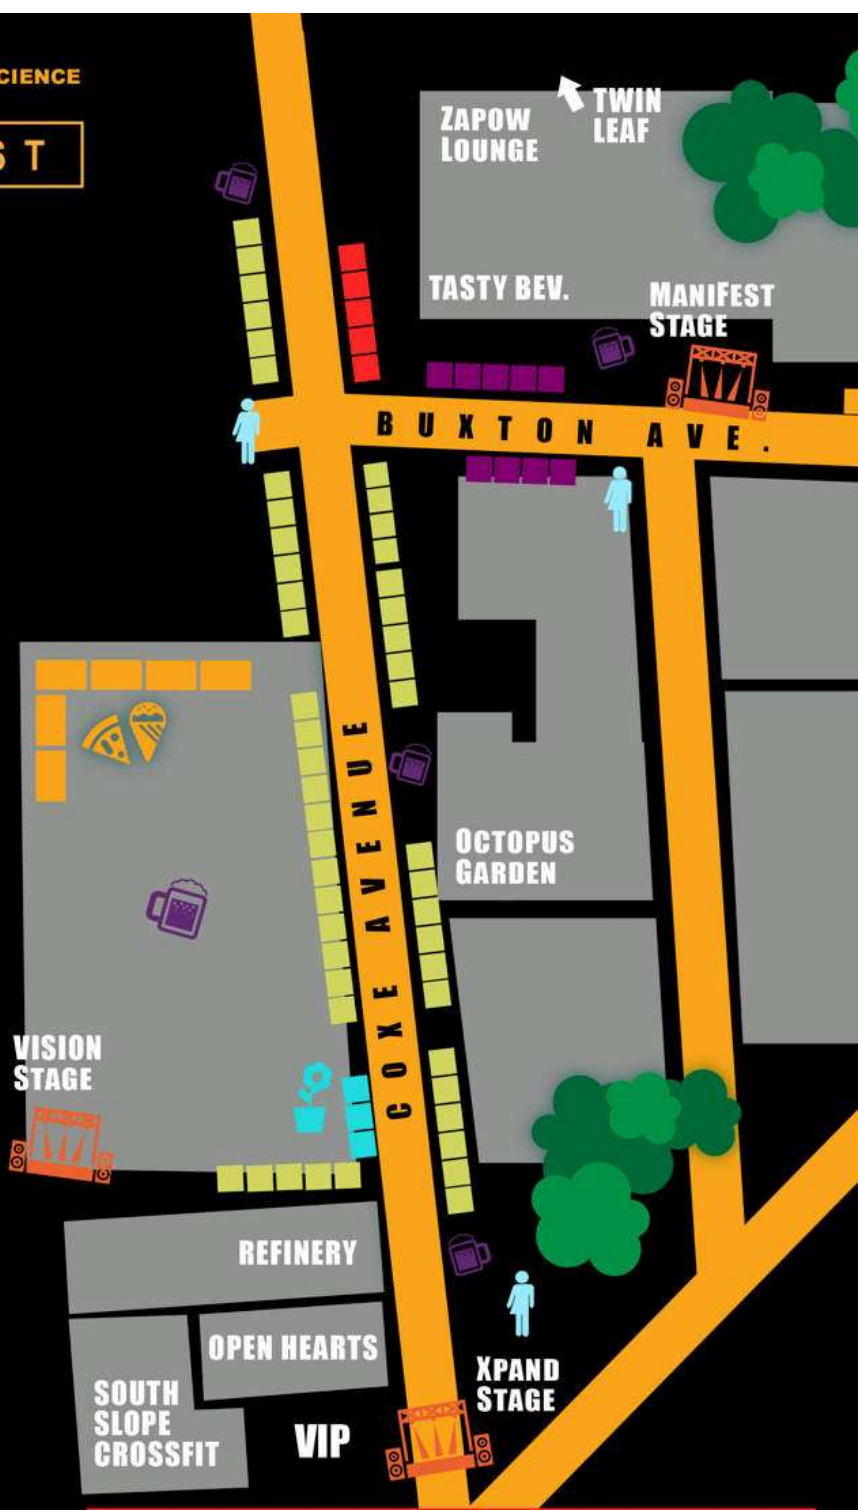 CIENCE
ST
ZAPOW
LOUNGE
TWIN
LEAF
TASTY BEV.
MANIFEST
STAGE
BUXTON AVE.
COXE AVENUE
OCTOPUS
GARDEN
VISION
STAGE
REFINERY
OPEN HEARTS
SOUTH
SLOPE
CROSSFIT
VIP
XPAND
STAGE